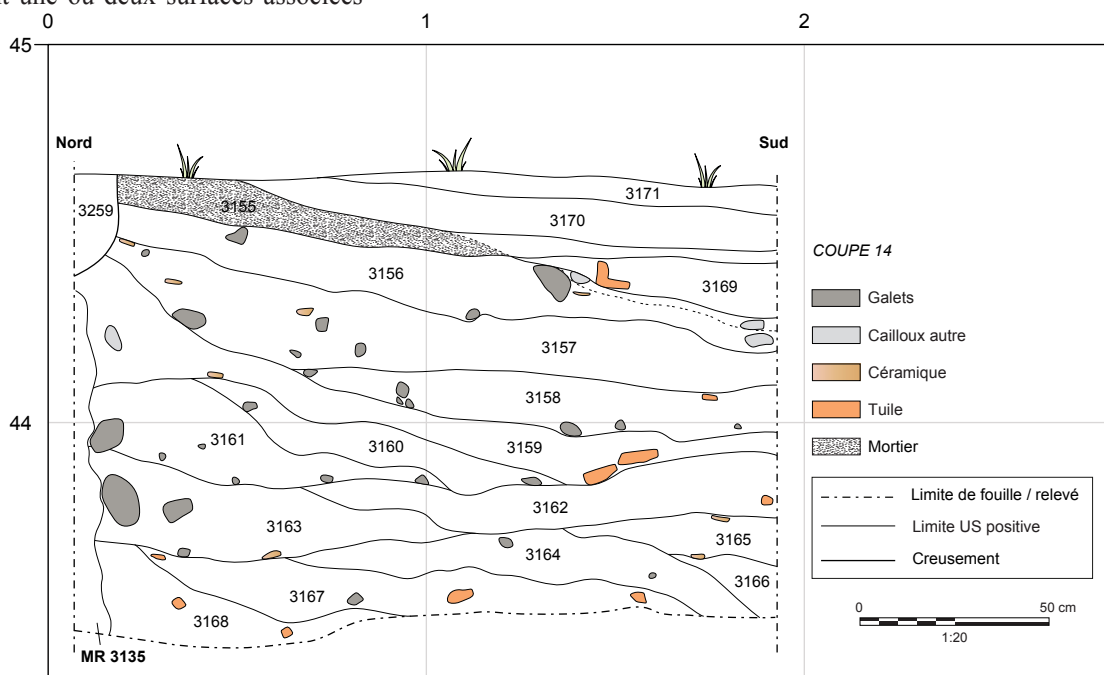 t une ou deux surfaces associées
0 1 2
45
Nord
Sud
3259
3155
3171
3170
3156
3169
3157
3158
44
3161
3160
3159
3162
3163
3164
3165
3166
3167
3168
MR 3135
COUPE 14
Galets
Cailloux autre
Céramique
Tuile
Mortier
Limite de fouille / relevé
Limite US positive
Creusement
0 50 cm
1:20